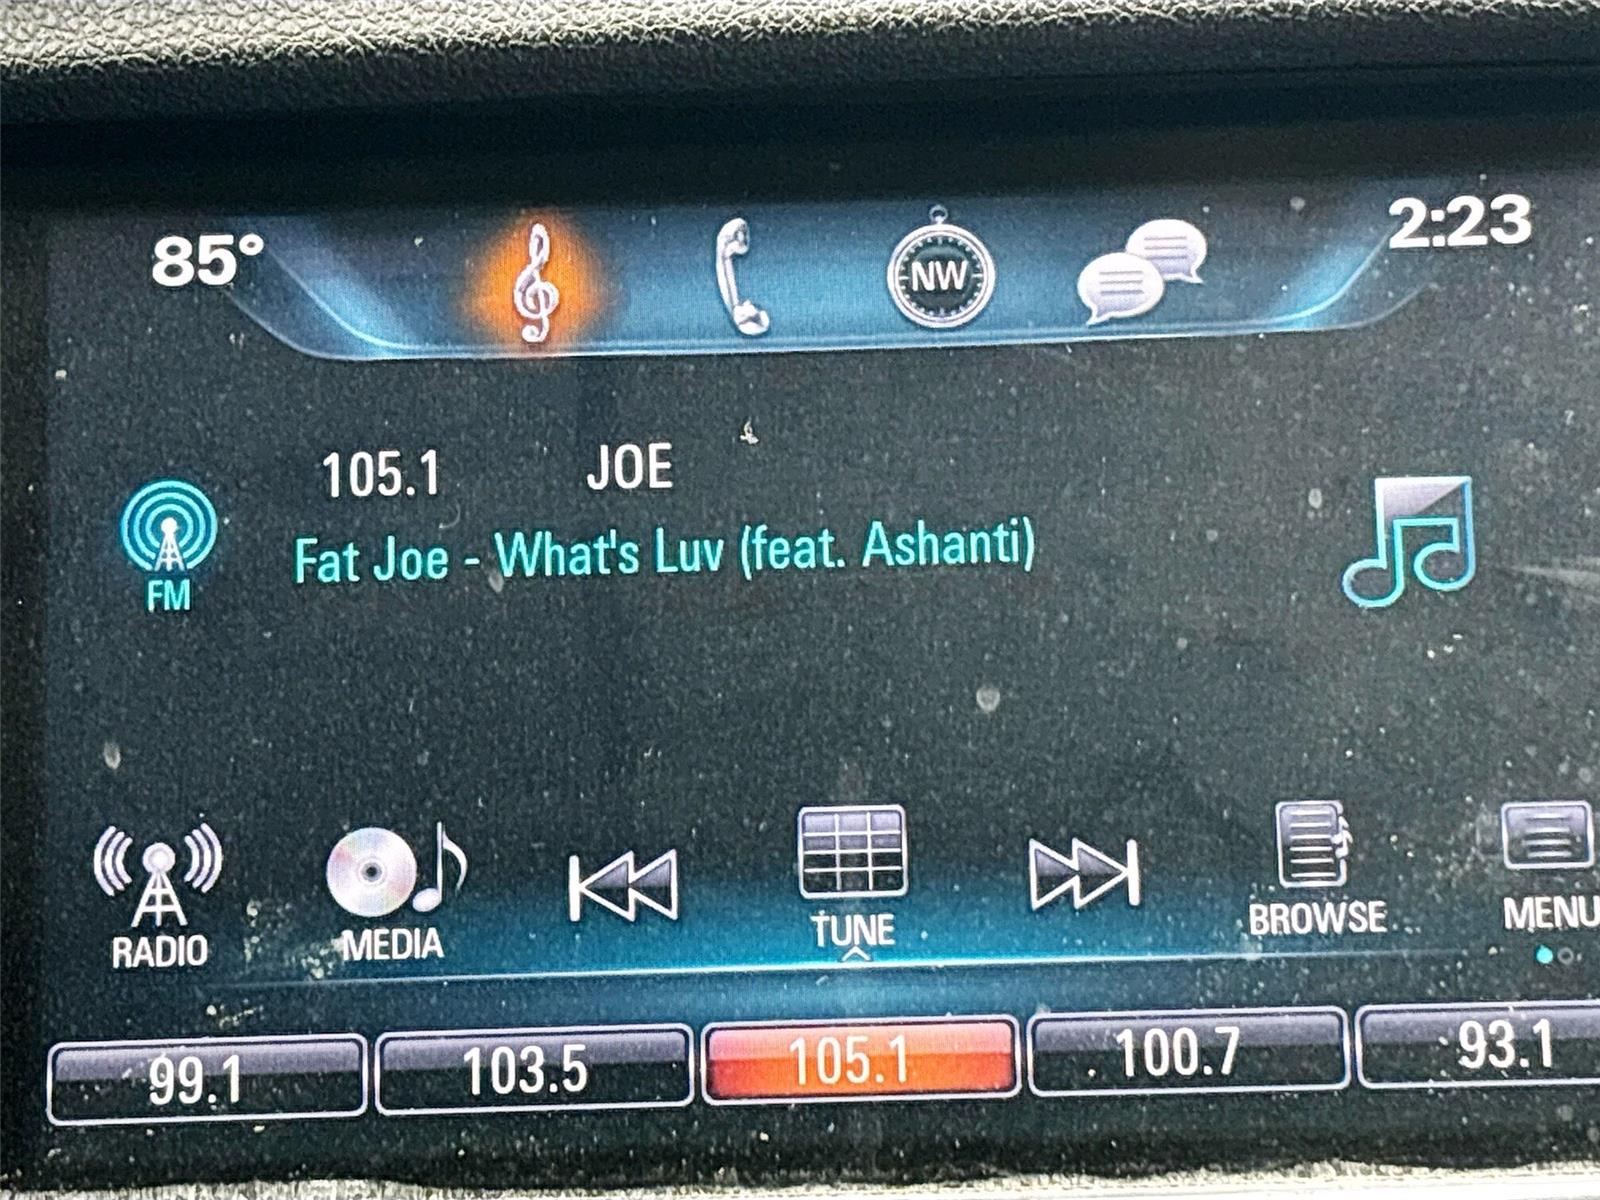 85° NW 2:23
105.1 JOE
FM Fat Joe - What's Luv (feat. Ashanti)
RADIO MEDIA TUNE BROWSE... MENU
99.1 103.5 105.1 100.7 93.1